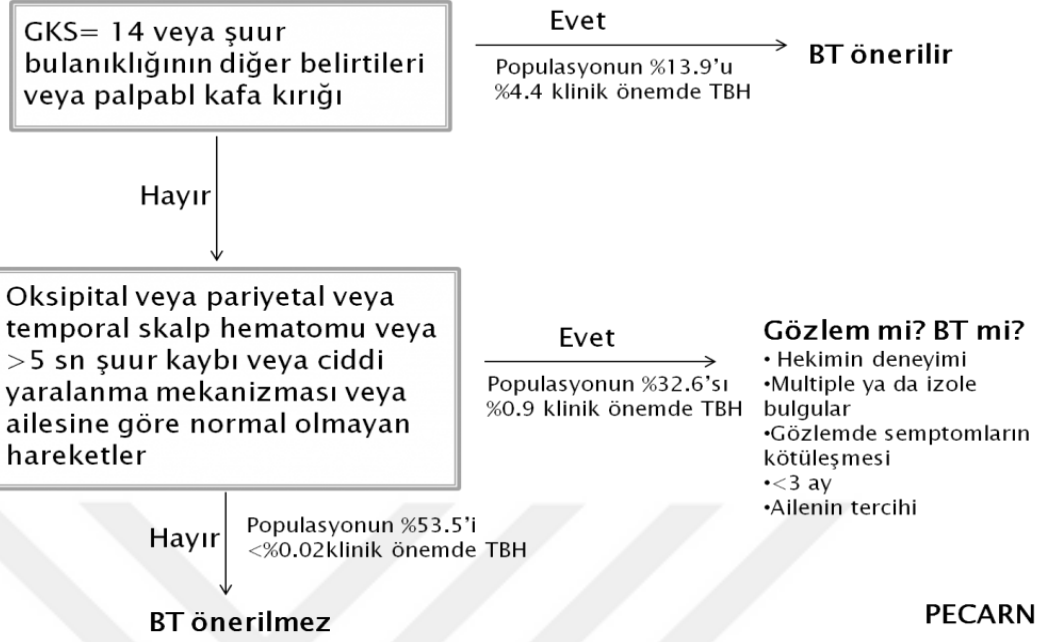 GKS= 14 veya şuur
bulanıklığının diğer belirtileri
veya palpabl kafa kırığı
Evet
Populasyonun %13.9’u
%4.4 klinik önemde TBH
BT önerilir
Hayır
Oksipital veya pariyetal veya
temporal skalp hematomu veya
>5 sn şuur kaybı veya ciddi
yaralanma mekanizması veya
ailesine göre normal olmayan
hareketler
Evet
Populasyonun %32.6’sı
%0.9 klinik önemde TBH
Gözlem mi? BT mi?
• Hekimin deneyimi
•Multiple ya da izole
bulgular
•Gözlemde semptomların
kötüleşmesi
•<3 ay
•Ailenin tercihi
Hayır
Populasyonun %53.5’i
<%0.02klinik önemde TBH
BT önerilmez
PECARN